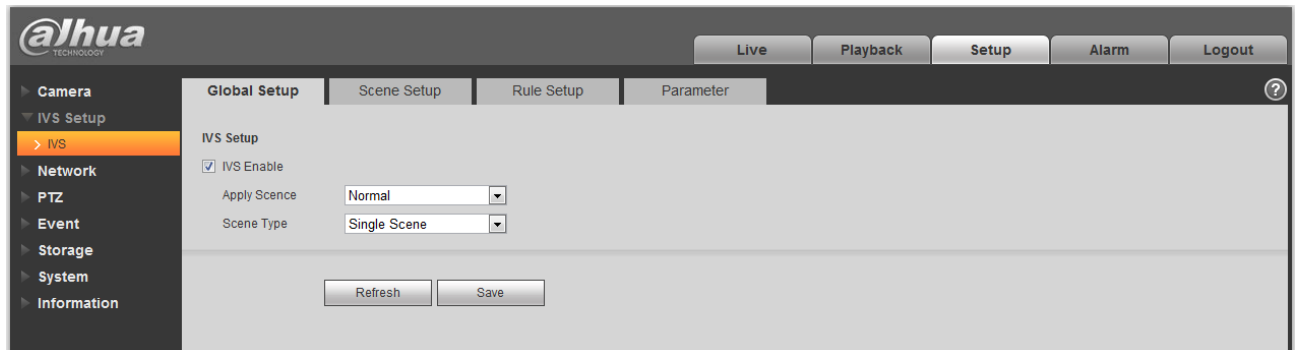 alhua
TECHNOLOGY
Live Playback Setup Alarm Logout
Camera
IVS Setup
> IVS
Network
PTZ
Event
Storage
System
Information
Global Setup Scene Setup Rule Setup Parameter ?
IVS Setup
IVS Enable
Apply Scence Normal
Scene Type Single Scene
Refresh Save